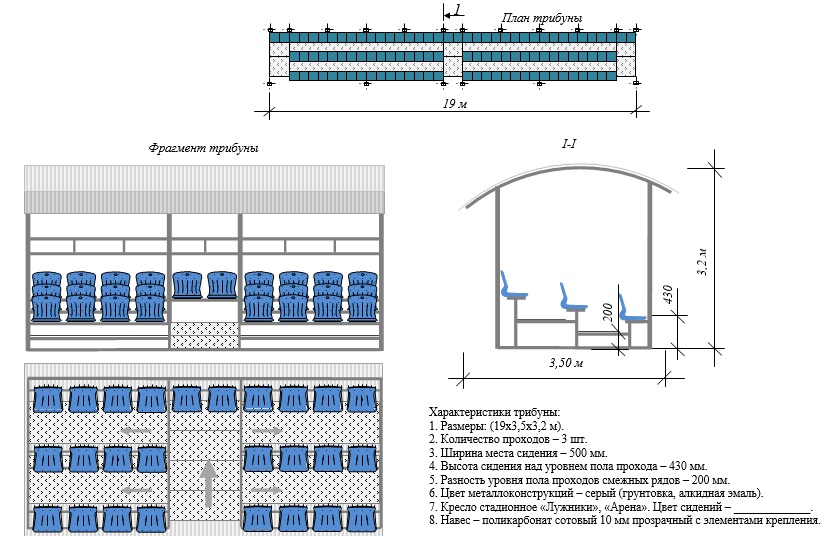 1
План трибуны
19 м
Фрагмент трибуны
I-I
3,2 м
430
200
3,50 м
Характеристики трибуны:
1. Размеры: (19х3,5х3,2 м).
2. Количество проходов – 3 шт.
3. Ширина места сидения – 500 мм.
4. Высота сидения над уровнем пола прохода – 430 мм.
5. Разность уровня пола проходов смежных рядов – 200 мм.
6. Цвет металлоконструкций – серый (грунтовка, алкидная эмаль).
7. Кресло стадионное «Лужники», «Арена». Цвет сидений – _____________.
8. Навес – поликарбонат сотовый 10 мм прозрачный с элементами крепления.